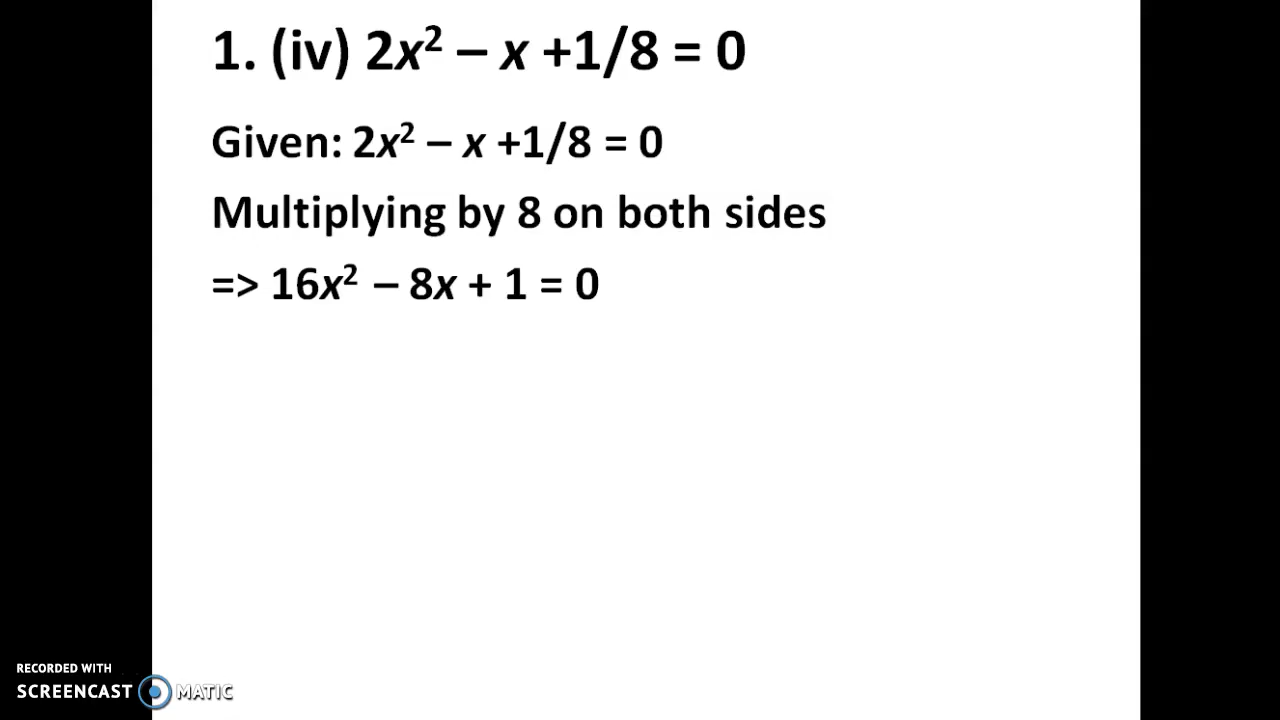 1. (iv) 2x² – x +1/8 = 0
Given: 2x² – x +1/8 = 0
Multiplying by 8 on both sides
=> 16x² – 8x + 1 = 0
RECORDED WITH
SCREENCAST MATIC